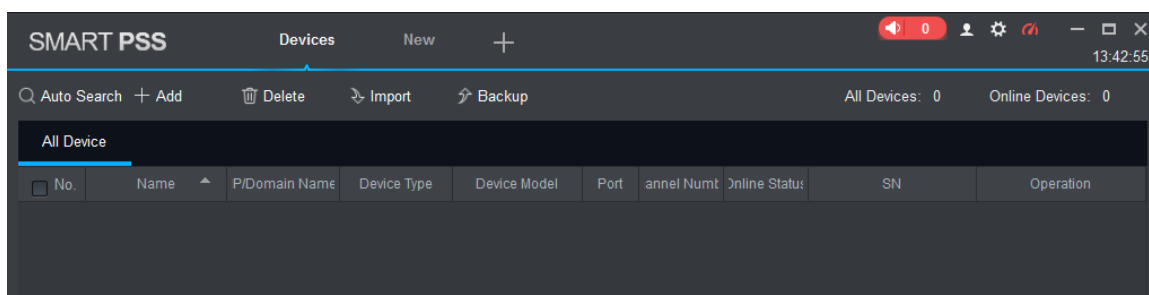 SMART PSS Devices New 0
13:42:55
Auto Search Add Delete Import Backup All Devices: 0 Online Devices: 0
All Device
No. Name P/Domain Name Device Type Device Model Port annel Numb Online Status SN Operation